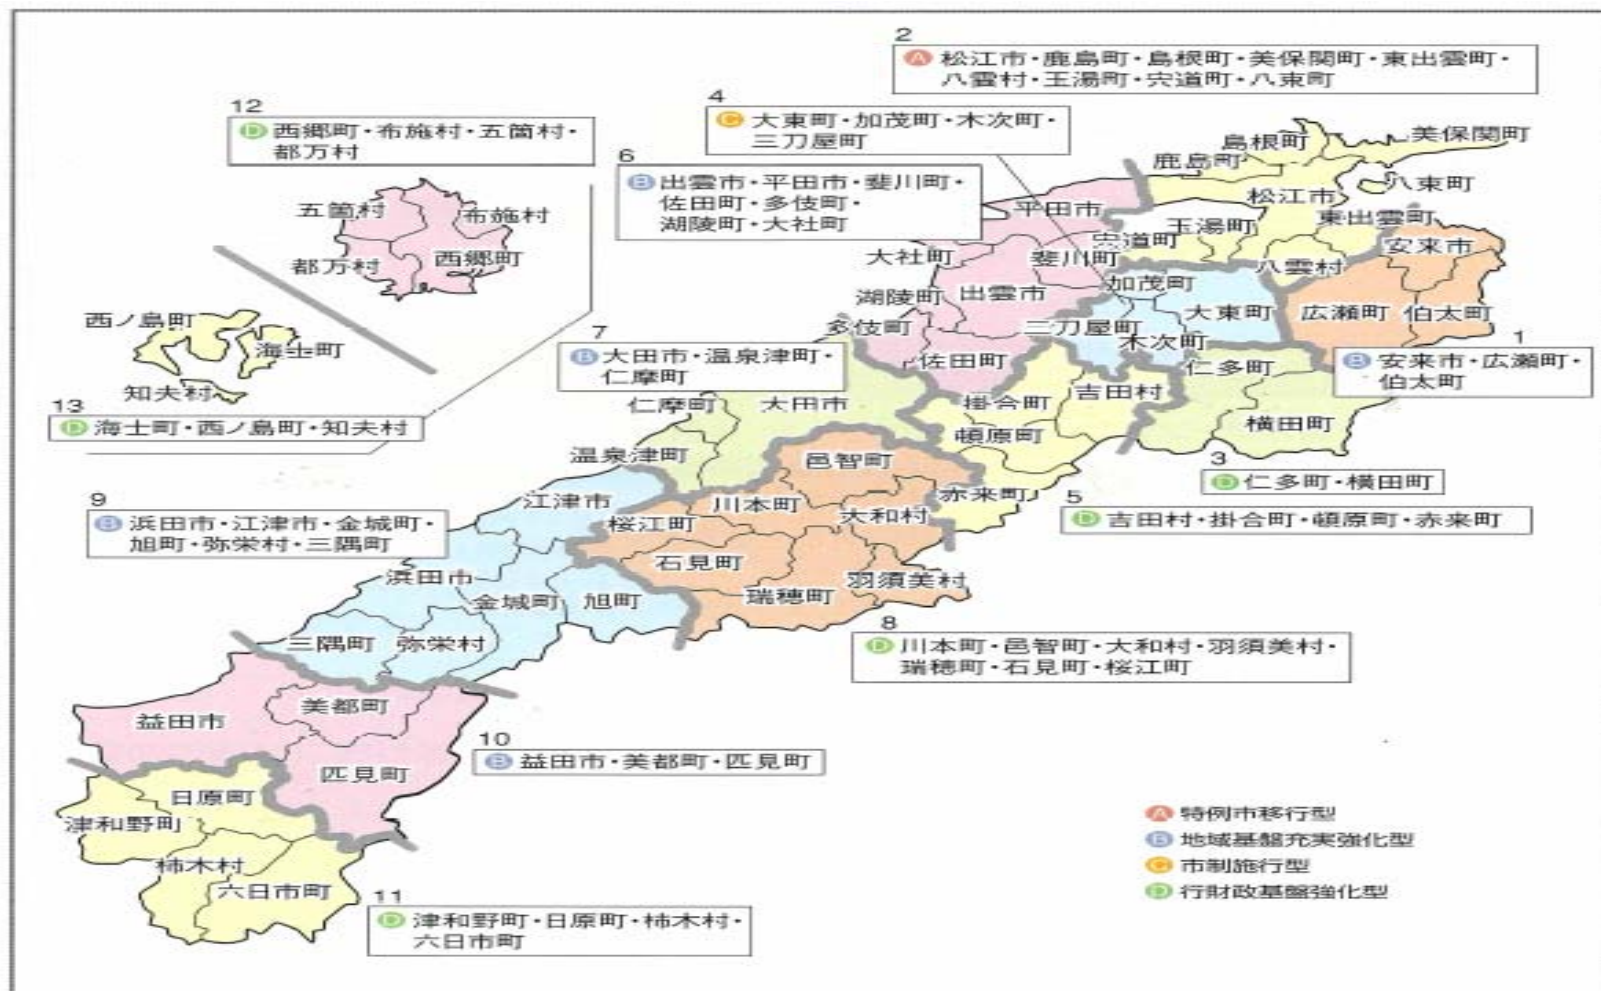 2
A 松江市・鹿島町・島根町・美保関町・東出雲町・
八雲村・玉湯町・宍道町・八束町
12
D 西郷町・布施村・五箇村・
都万村
4
C 大東町・加茂町・木次町・
三刀屋町
6
B 出雲市・平田市・斐川町・
佐田町・多伎町・
湖陵町・大社町
島根町
美保関町
鹿島町
松江市
八束町
平田市
玉湯町
東出雲町
宍道町
安来市
五箇村
布施村
都万村
西郷町
大社町
斐川町
八雲村
加茂町
湖陵町
出雲市
大東町
広瀬町
伯太町
多伎町
三刀屋町
木次町
西ノ島町
海士町
知夫村
佐田町
仁多町
7
B 大田市・温泉津町・
仁摩町
1
B 安来市・広瀬町・
伯太町
13
D 海士町・西ノ島町・知夫村
仁摩町
大田市
掛合町
吉田村
頓原町
横田町
温泉津町
邑智町
3
D 仁多町・横田町
江津市
川本町
赤来町
桜江町
大和村
5
D 吉田村・掛合町・頓原町・赤来町
9
B 浜田市・江津市・金城町・
旭町・弥栄村・三隅町
石見町
浜田市
羽須美村
金城町
旭町
瑞穂町
三隅町
弥栄村
8
D 川本町・邑智町・大和村・羽須美村・
瑞穂町・石見町・桜江町
益田市
美都町
匹見町
10
B 益田市・美都町・匹見町
日原町
津和野町
柿木村
六日市町
11
D 津和野町・日原町・柿木村・
六日市町
A 特例市移行型
B 地域基盤充実強化型
C 市制施行型
D 行財政基盤強化型